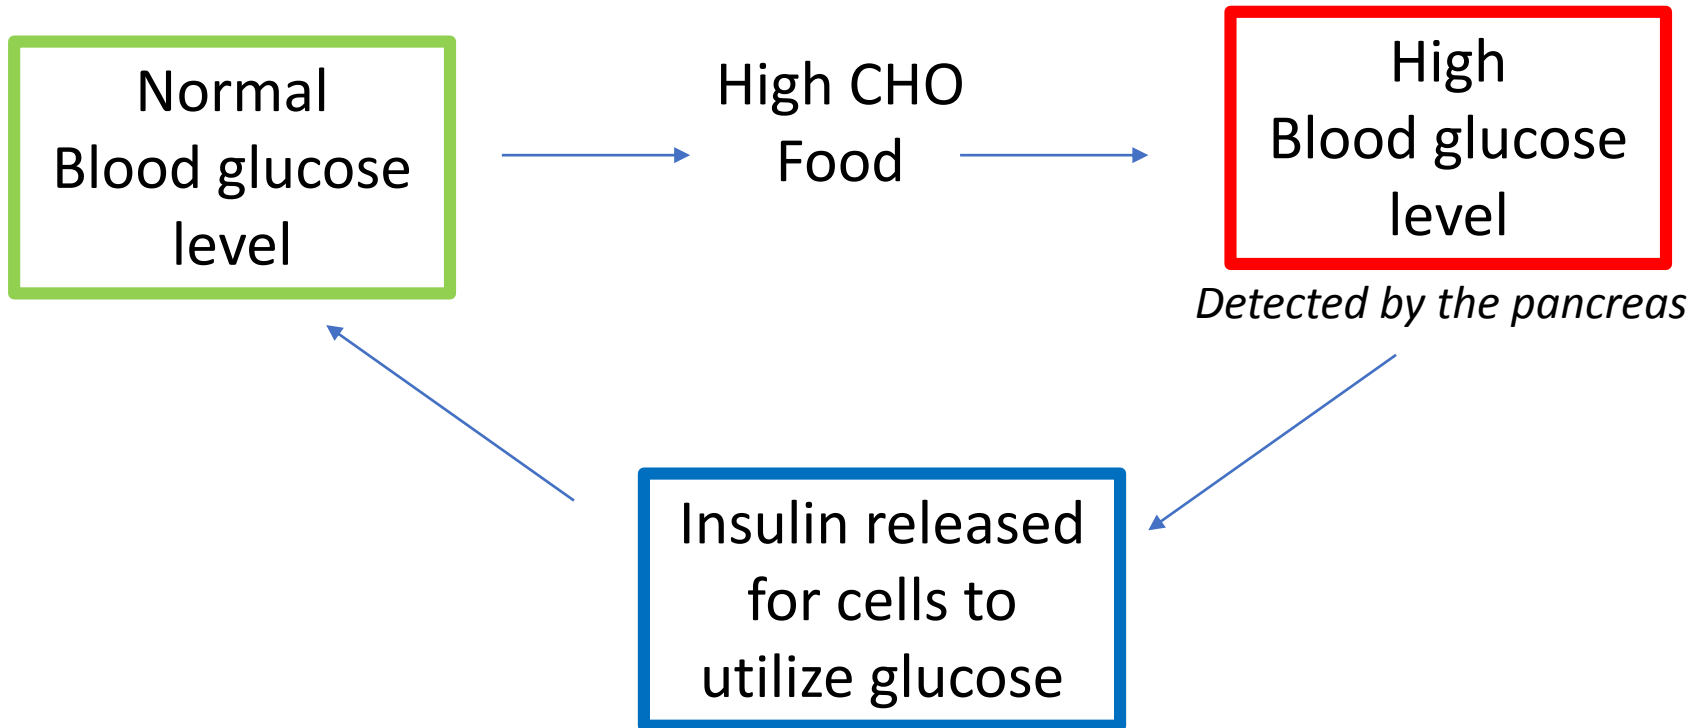 Normal
Blood glucose
level
High CHO
Food
High
Blood glucose
level
Detected by the pancreas
Insulin released
for cells to
utilize glucose